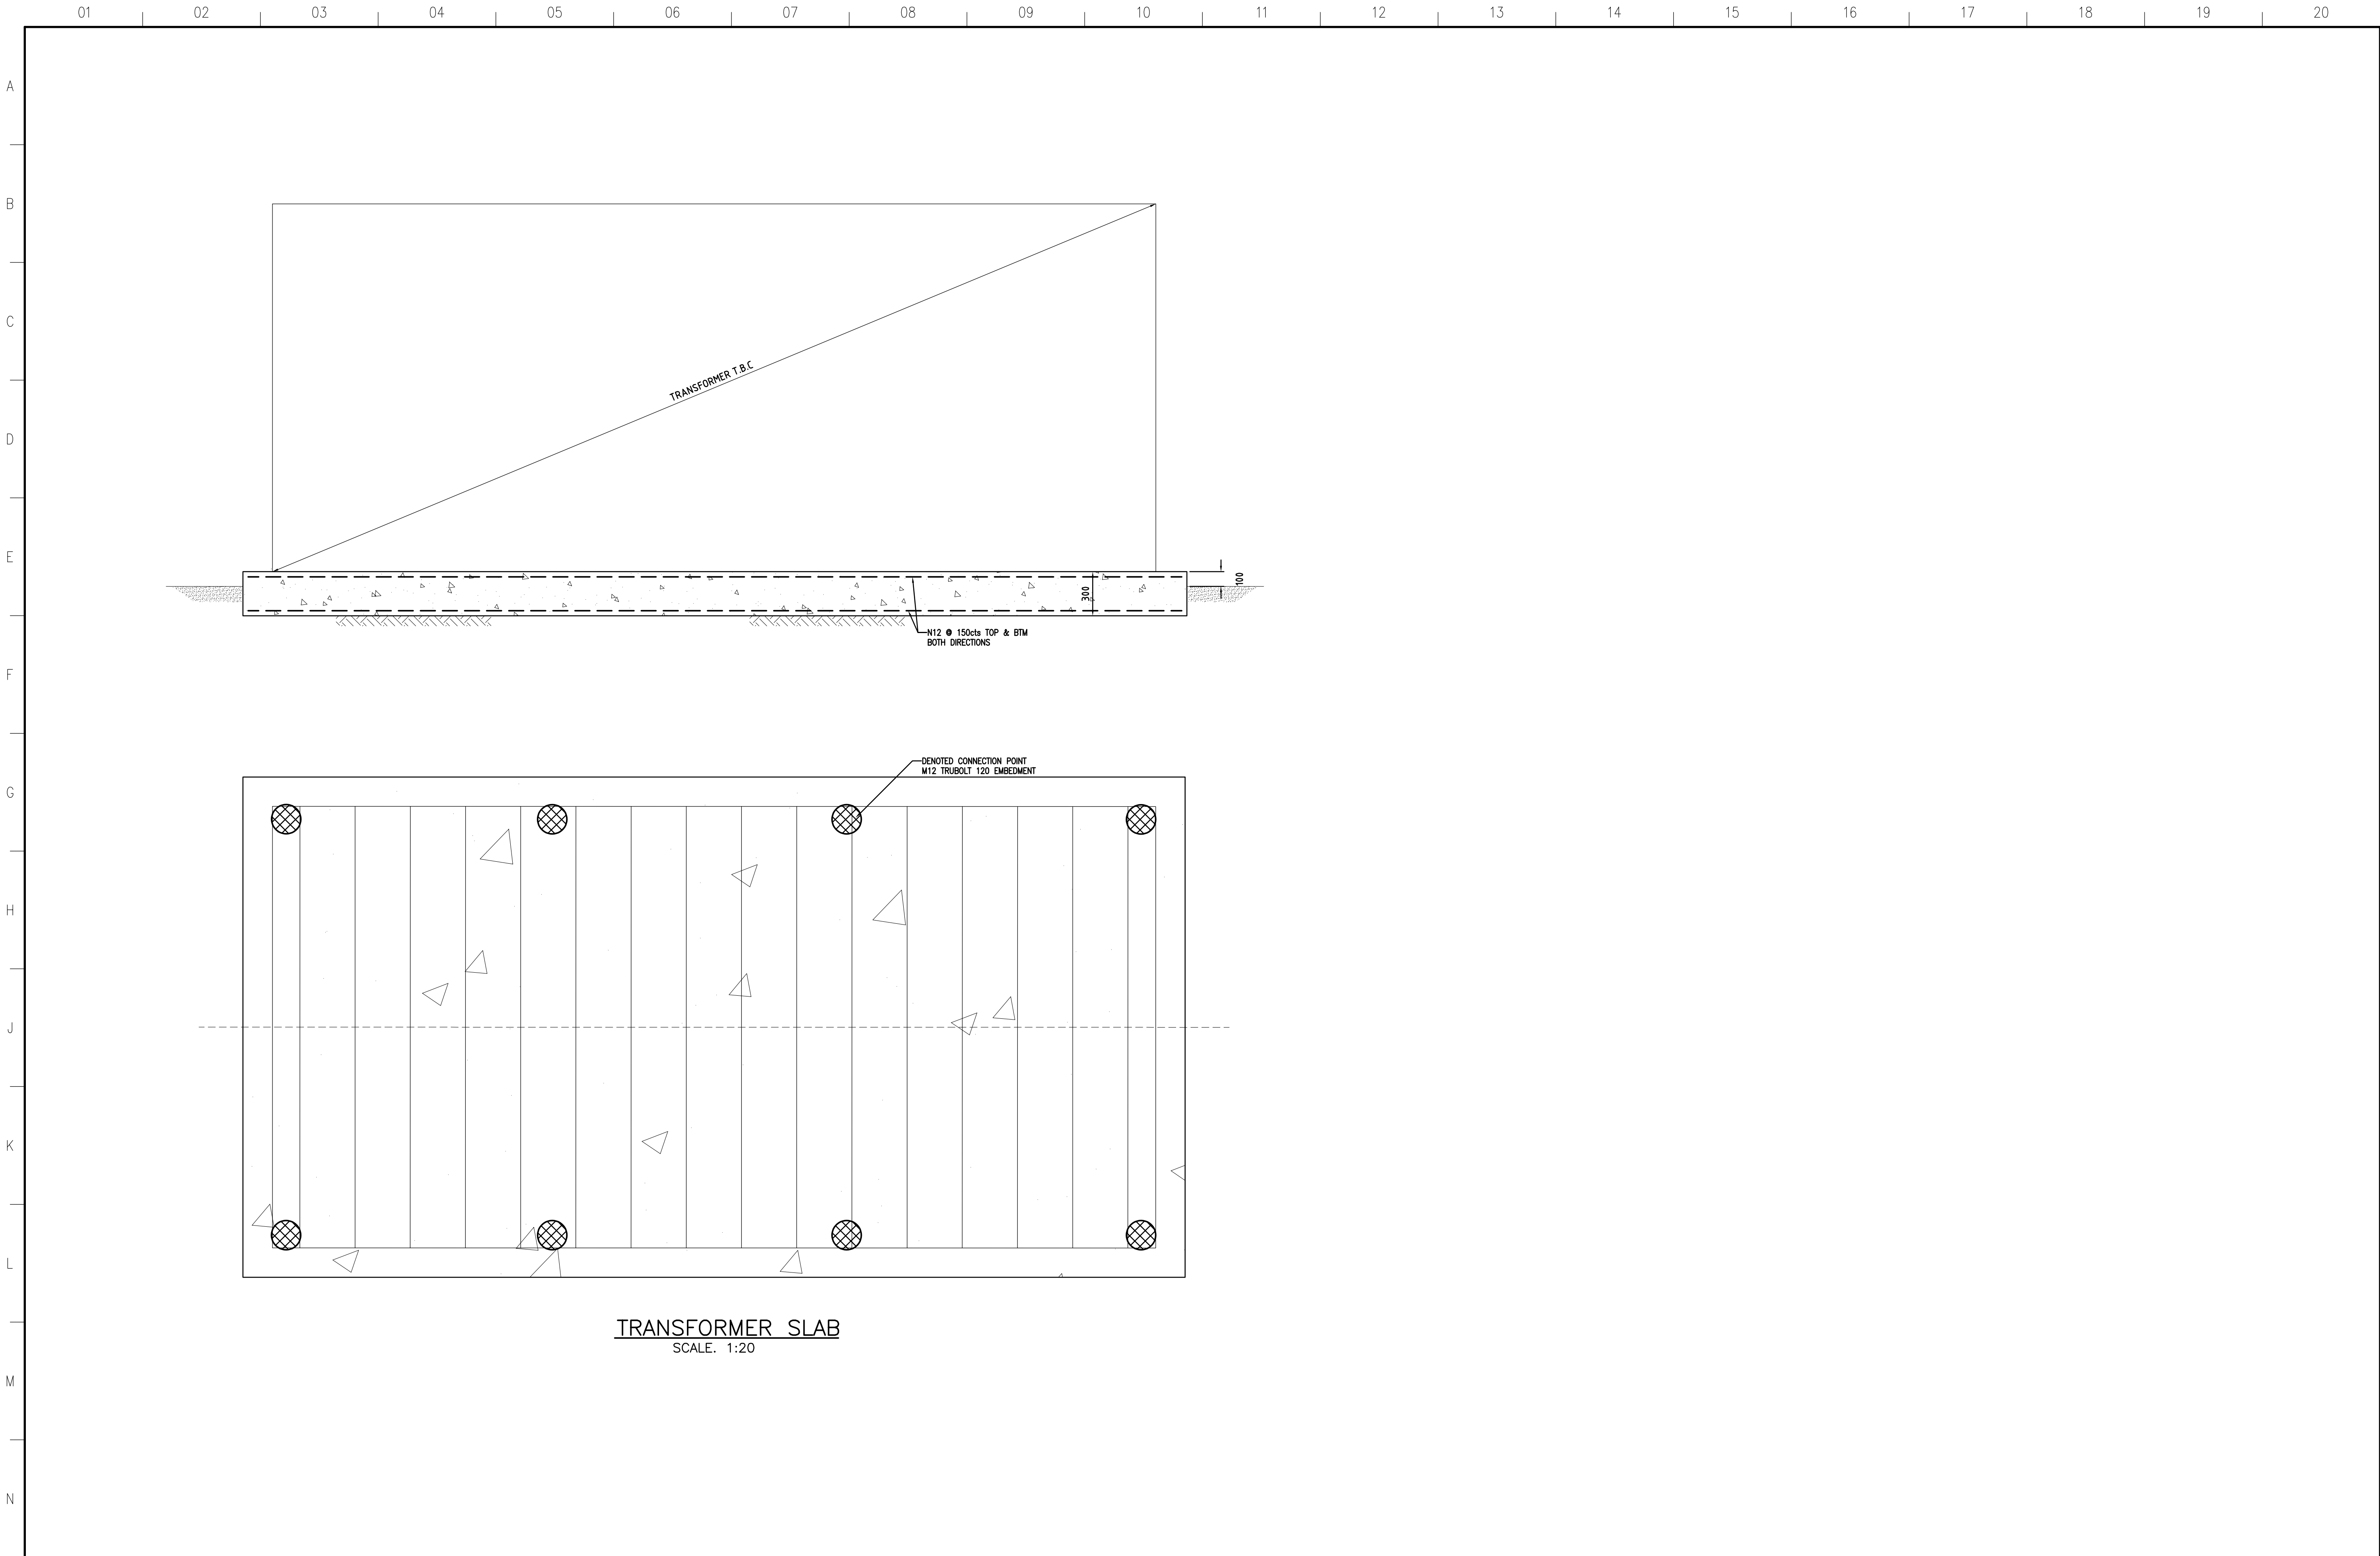 01 02 03 04 05 06 07 08 09 10 11 12 13 14 15 16 17 18 19 20
A
B
C
TRANSFORMER T.B.C
D
E
100
300
N12 @ 150cts TOP & BTM
BOTH DIRECTIONS
F
DENOTED CONNECTION POINT
M12 TRUBOLT 120 EMBEDMENT
G
H
J
K
L
TRANSFORMER SLAB
SCALE. 1:20
M
N